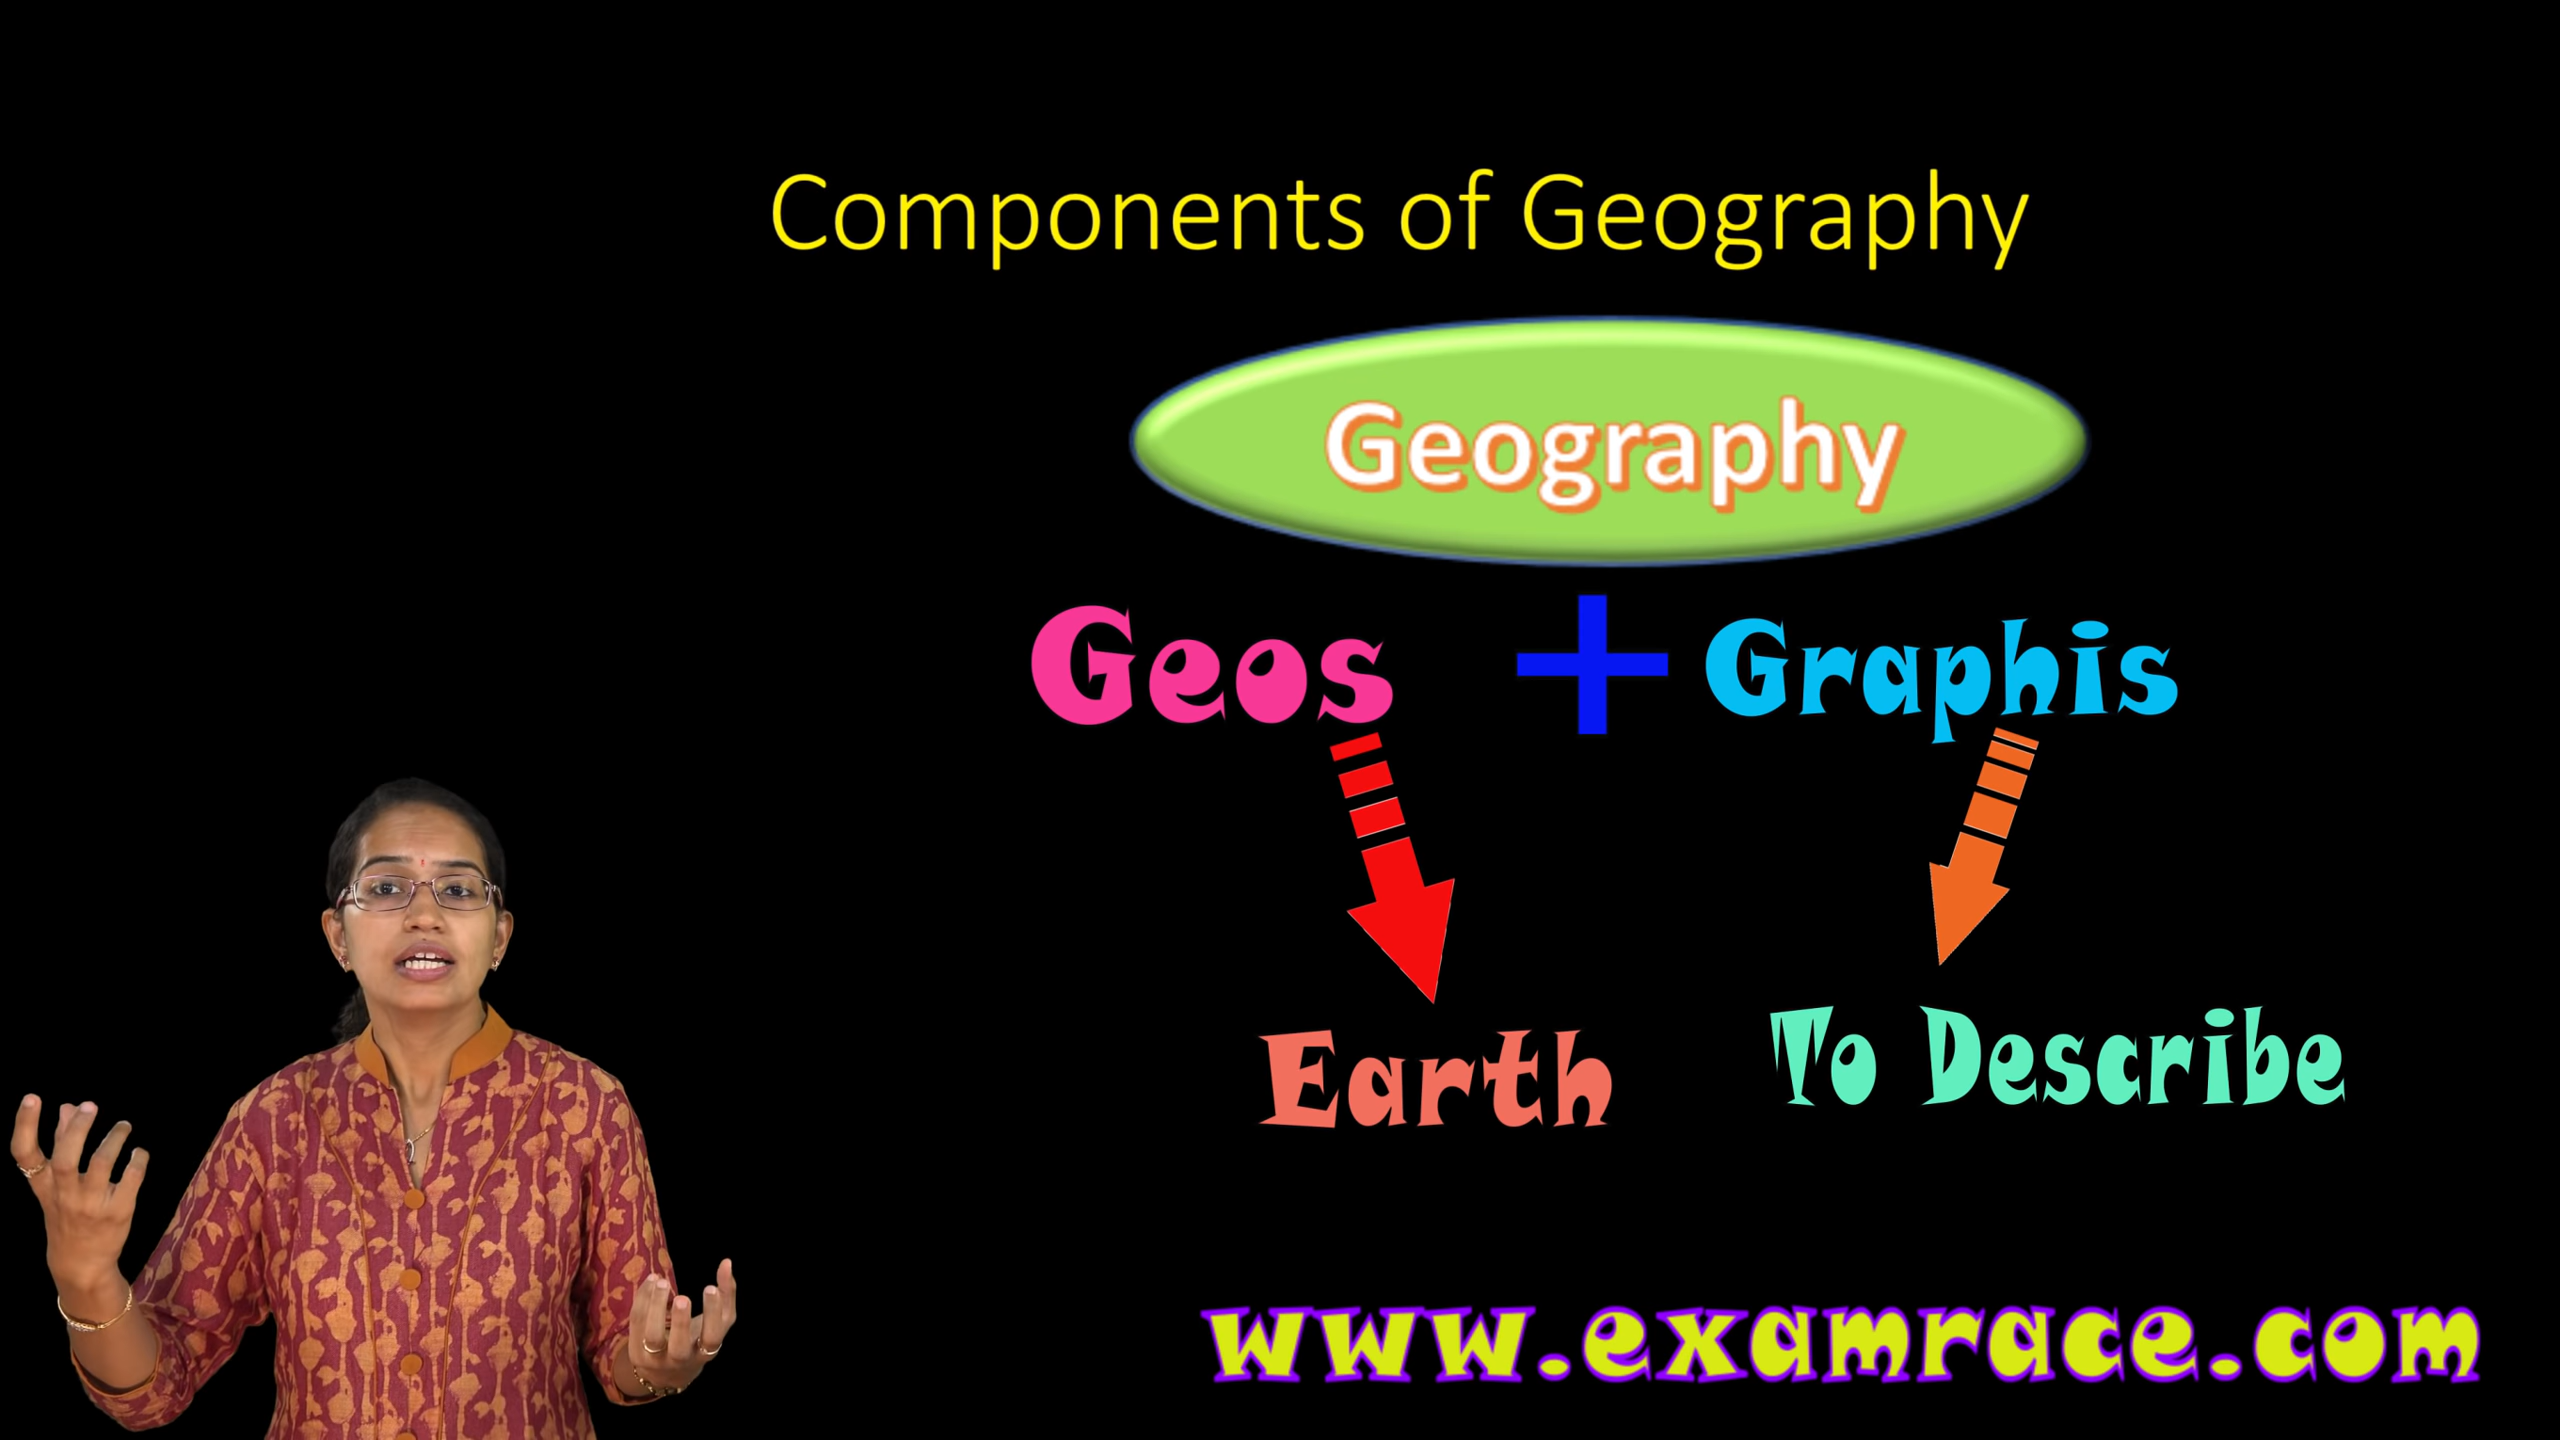 Components of Geography
Geography
Geos + Graphis
Earth To Describe
www.examrace.com